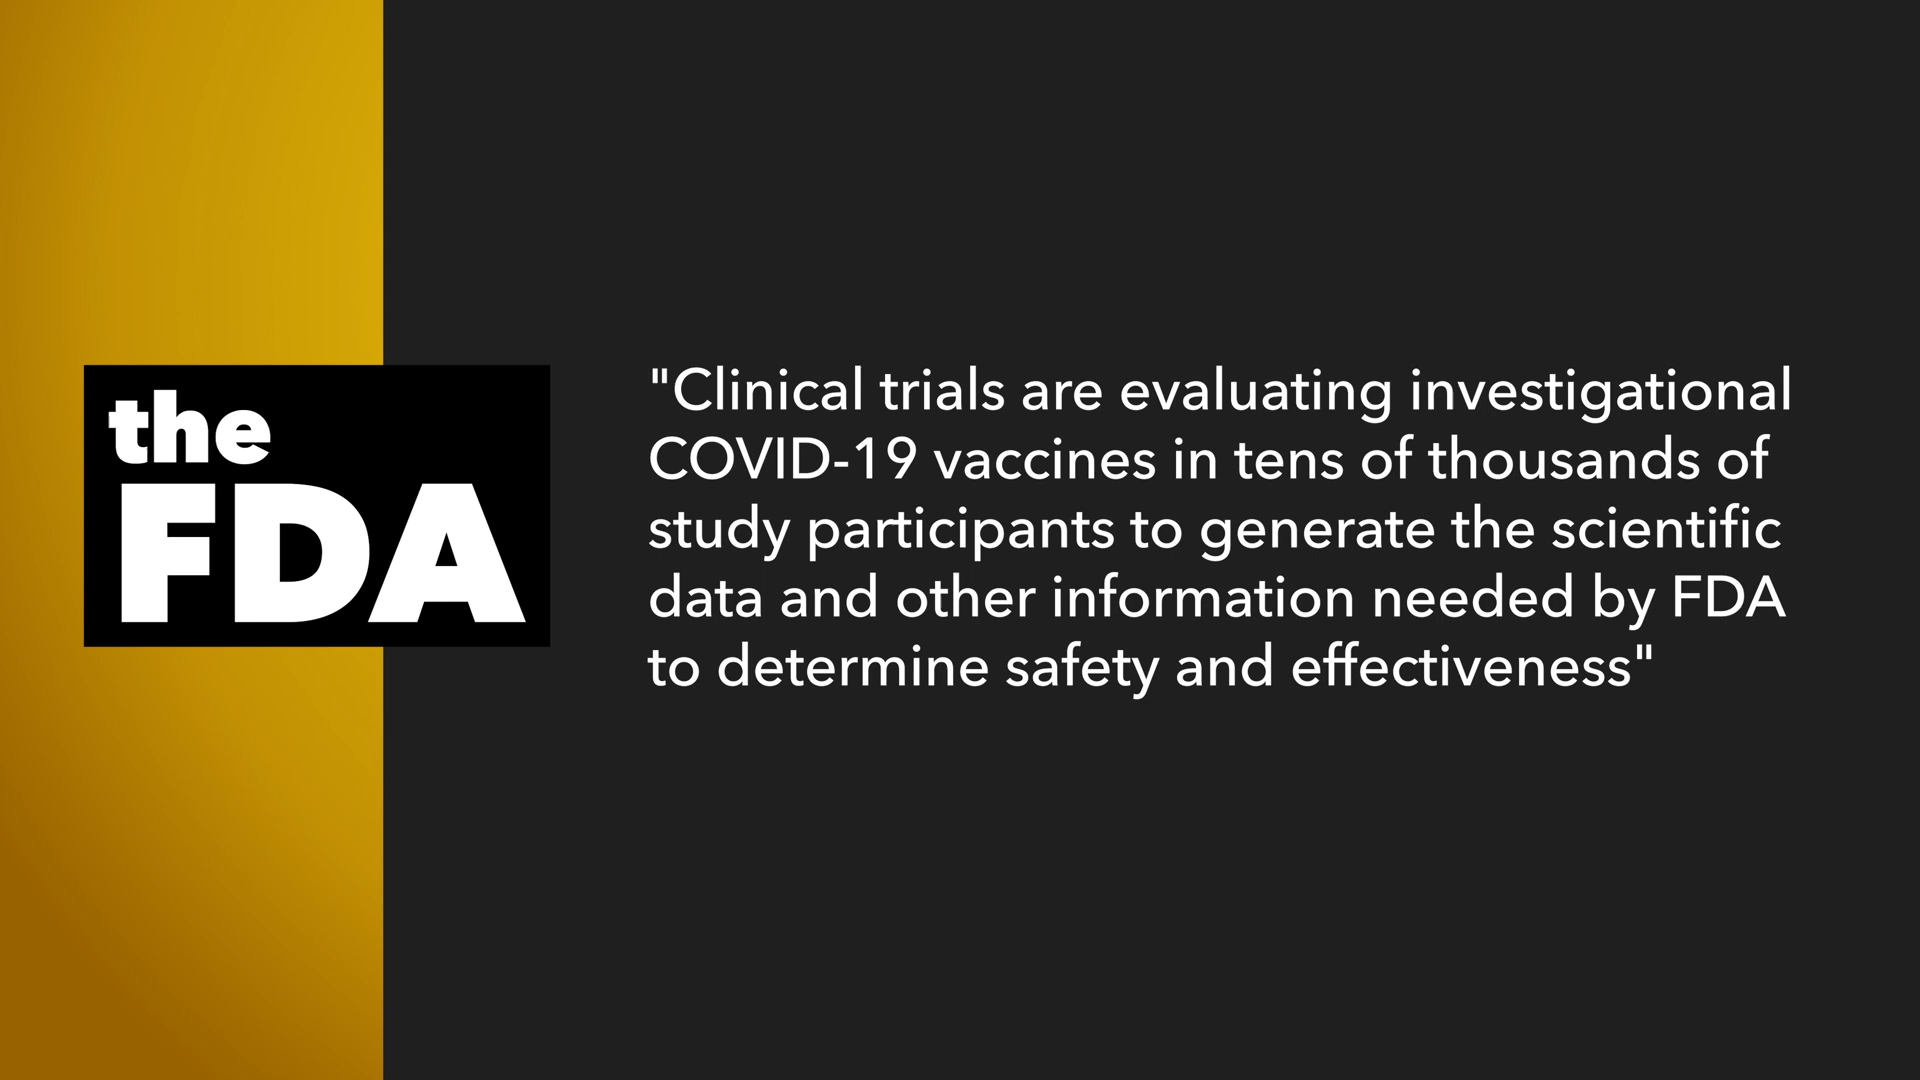 the
FDA
"Clinical trials are evaluating investigational
COVID-19 vaccines in tens of thousands of
study participants to generate the scientific
data and other information needed by FDA
to determine safety and effectiveness"